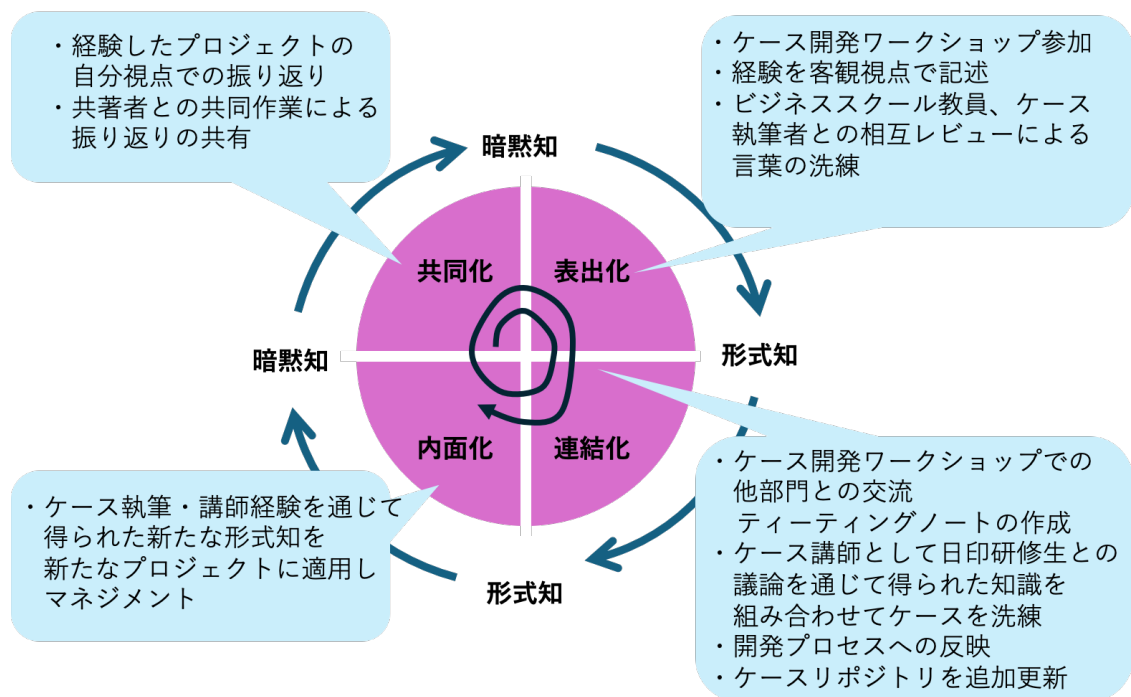 ・経験したプロジェクトの
自分視点での振り返り
・共著者との共同作業による
振り返りの共有
・ケース開発ワークショップ参加
・経験を客観視点で記述
・ビジネススクール教員、ケース
執筆者との相互レビューによる
言葉の洗練
暗黙知
共同化
表出化
暗黙知
形式知
内面化
連結化
・ケース執筆・講師経験を通じて
得られた新たな形式知を
新たなプロジェクトに適用し
マネジメント
形式知
・ケース開発ワークショップでの
他部門との交流
ティーティングノートの作成
・ケース講師として日印研修生との
議論を通じて得られた知識を
組み合わせてケースを洗練
・開発プロセスへの反映
・ケースリポジトリを追加更新